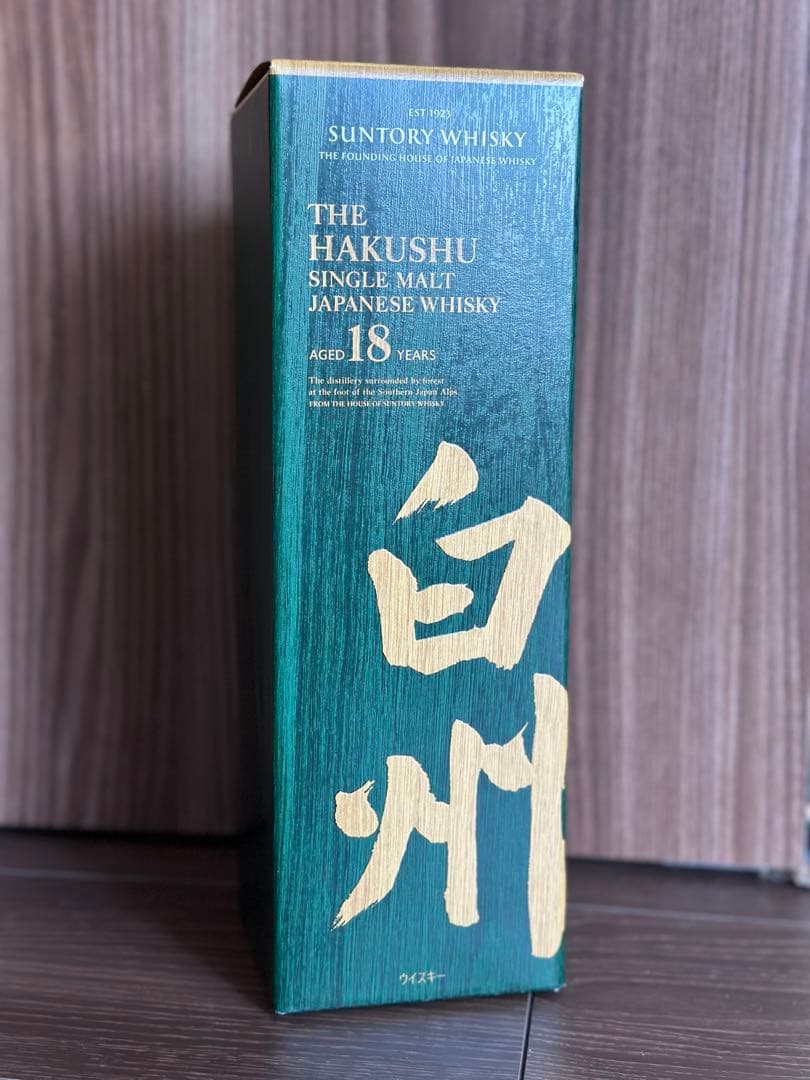 EST 1923
SUNTORY WHISKY
THE FOUNDING HOUSE OF JAPANESE WHISKY
THE
HAKUSHU
SINGLE MALT
JAPANESE WHISKY
AGED 18 YEARS
The distillery surrounded by forest
at the foot of the Southern Japan Alps.
FROM THE HOUSE OF SUNTORY WHISKY
白
州
ウイスキー